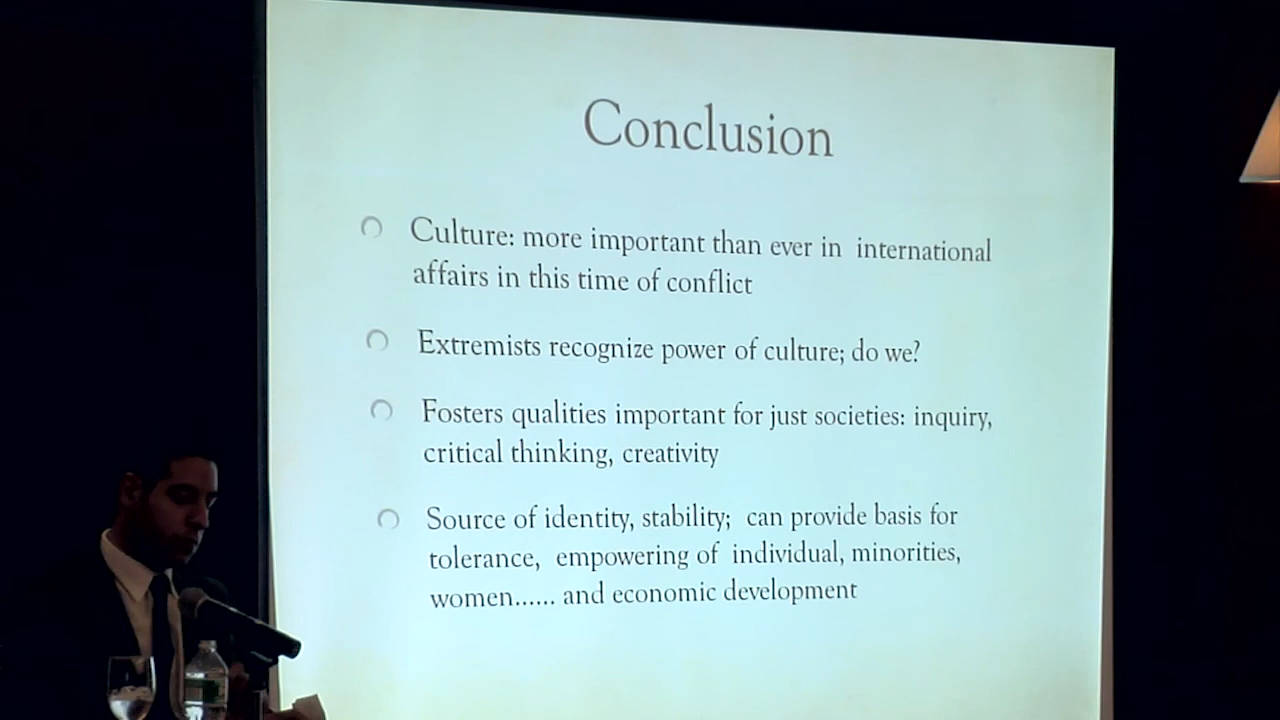 Conclusion
Culture: more important than ever in international
affairs in this time of conflict
Extremists recognize power of culture; do we?
Fosters qualities important for just societies: inquiry,
critical thinking, creativity
Source of identity, stability; can provide basis for
tolerance, empowering of individual, minorities,
women...... and economic development